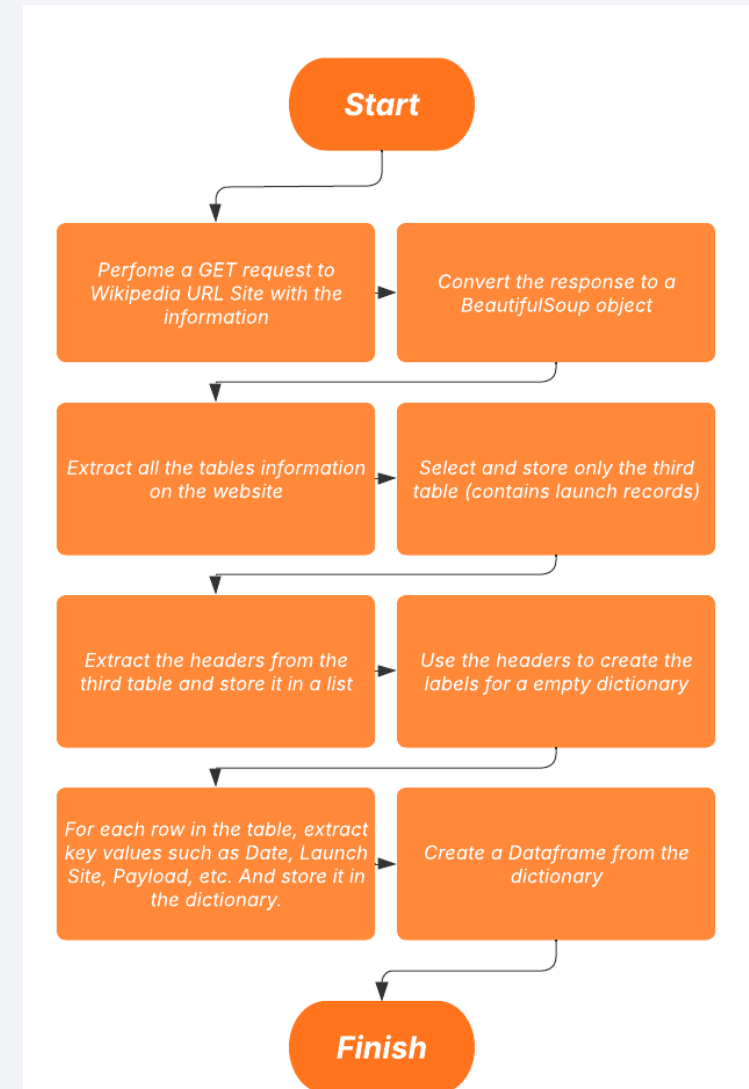 Start
Perfome a GET request to
Wikipedia URL Site with the
information
Convert the response to a
BeautifulSoup object
Extract all the tables information
on the website
Select and store only the third
table (contains launch records)
Extract the headers from the
third table and store it in a list
Use the headers to create the
labels for a empty dictionary
For each row in the table, extract
key values such as Date, Launch
Site, Payload, etc. And store it in
the dictionary.
Create a Dataframe from the
dictionary
Finish